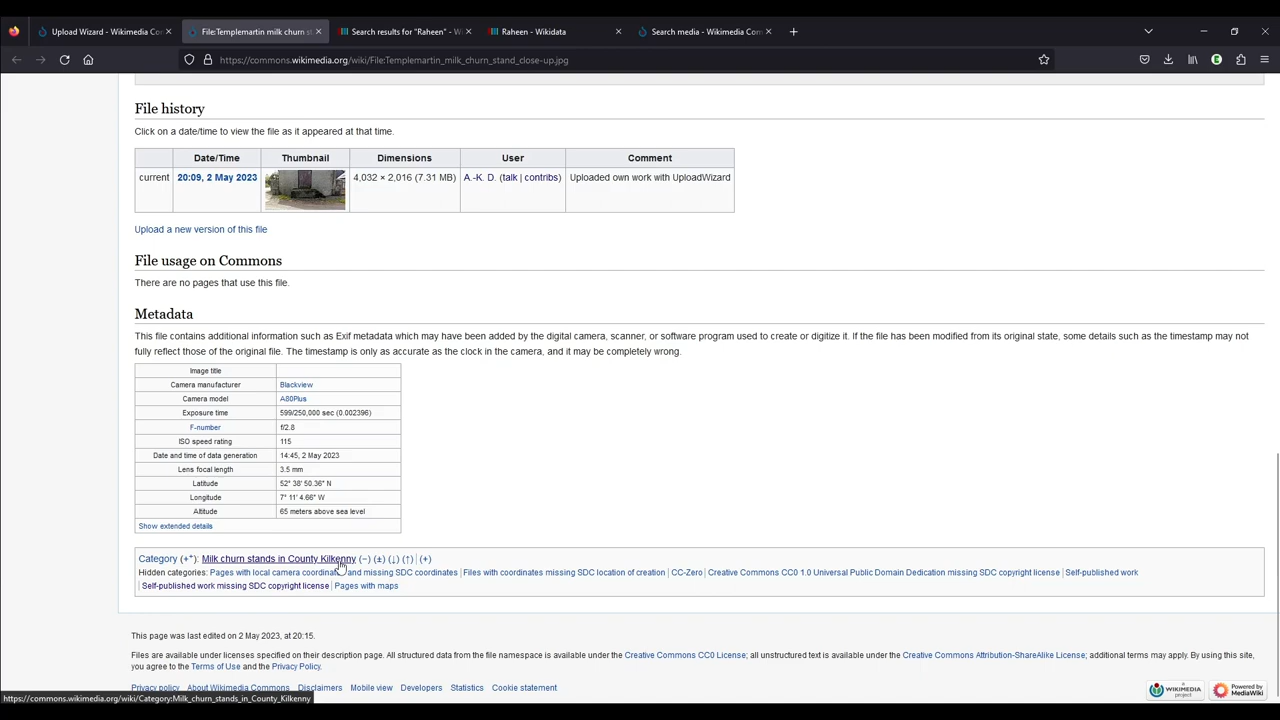 Upload Wizard - Wikimedia Co
File:Templemartin milk churn s
Search results for "Raheen" - W
Raheen - Wikidata
Search media - Wikimedia Com
https://commons.wikimedia.org/wiki/File:Templemartin_milk_churn_stand_close-up.jpg
File history
Click on a date/time to view the file as it appeared at that time.
Date/Time Thumbnail Dimensions User Comment
current 20:09, 2 May 2023 4,032 × 2,016 (7.31 MB) A.-K. D. (talk | contribs) Uploaded own work with UploadWizard
Upload a new version of this file
File usage on Commons
There are no pages that use this file.
Metadata
This file contains additional information such as Exif metadata which may have been added by the digital camera, scanner, or software program used to create or digitize it. If the file has been modified from its original state, some details such as the timestamp may not
fully reflect those of the original file. The timestamp is only as accurate as the clock in the camera, and it may be completely wrong.
Image title
Camera manufacturer Blackview
Camera model A80Plus
Exposure time 599/250,000 sec (0.002396)
F-number f/2.8
ISO speed rating 115
Date and time of data generation 14:45, 2 May 2023
Lens focal length 3.5 mm
Latitude 52° 38′ 50.36″ N
Longitude 7° 11′ 4.66″ W
Altitude 65 meters above sea level
Show extended details
Category (+⁺): Milk churn stands in County Kilkenny (−) (±) (↓) (↑) | (+)
Hidden categories: Pages with local camera coordinates and missing SDC coordinates | Files with coordinates missing SDC location of creation | CC-Zero | Creative Commons CC0 1.0 Universal Public Domain Dedication missing SDC copyright license | Self-published work
| Self-published work missing SDC copyright license | Pages with maps
This page was last edited on 2 May 2023, at 20:15.
Files are available under licenses specified on their description page. All structured data from the file namespace is available under the Creative Commons CC0 License; all unstructured text is available under the Creative Commons Attribution-ShareAlike License; additional terms may apply. By using this site,
you agree to the Terms of Use and the Privacy Policy.
Privacy policy About Wikimedia Commons Disclaimers Mobile view Developers Statistics Cookie statement
https://commons.wikimedia.org/wiki/Category:Milk_churn_stands_in_County_Kilkenny
WIKIMEDIA project
Powered by MediaWiki